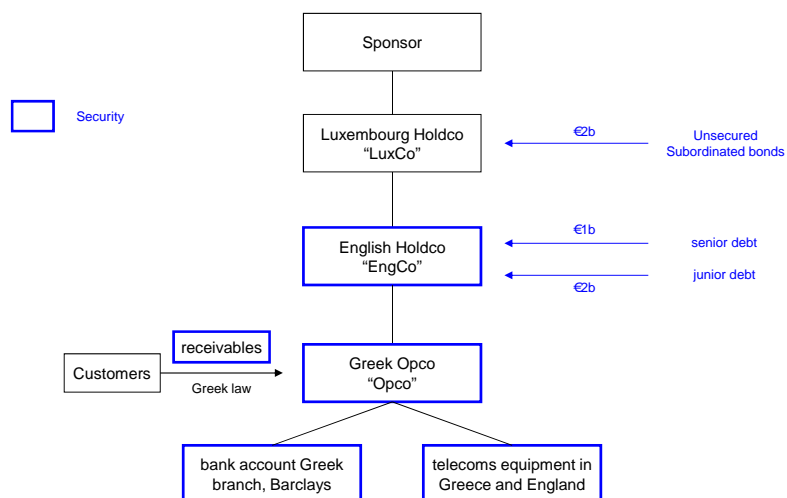 Sponsor
Security
Luxembourg Holdco
“LuxCo”
€2b
Unsecured
Subordinated bonds
English Holdco
“EngCo”
€1b
senior debt
junior debt
€2b
receivables
Customers
Greek law
Greek Opco
“Opco”
bank account Greek
branch, Barclays
telecoms equipment in
Greece and England